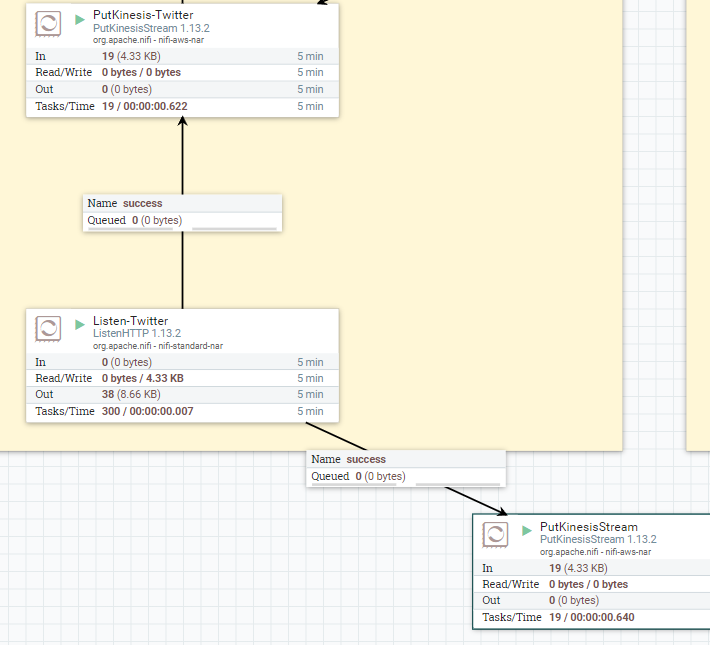 PutKinesis-Twitter
PutKinesisStream 1.13.2
org.apache.nifi - nifi-aws-nar
In 19 (4.33 KB) 5 min
Read/Write 0 bytes / 0 bytes 5 min
Out 0 (0 bytes) 5 min
Tasks/Time 19 / 00:00:00.622 5 min
Name success
Queued 0 (0 bytes)
Listen-Twitter
ListenHTTP 1.13.2
org.apache.nifi - nifi-standard-nar
In 0 (0 bytes) 5 min
Read/Write 0 bytes / 4.33 KB 5 min
Out 38 (8.66 KB) 5 min
Tasks/Time 300 / 00:00:00.007 5 min
Name success
Queued 0 (0 bytes)
PutKinesisStream
PutKinesisStream 1.13.2
org.apache.nifi - nifi-aws-nar
In 19 (4.33 KB)
Read/Write 0 bytes / 0 bytes
Out 0 (0 bytes)
Tasks/Time 19 / 00:00:00.640